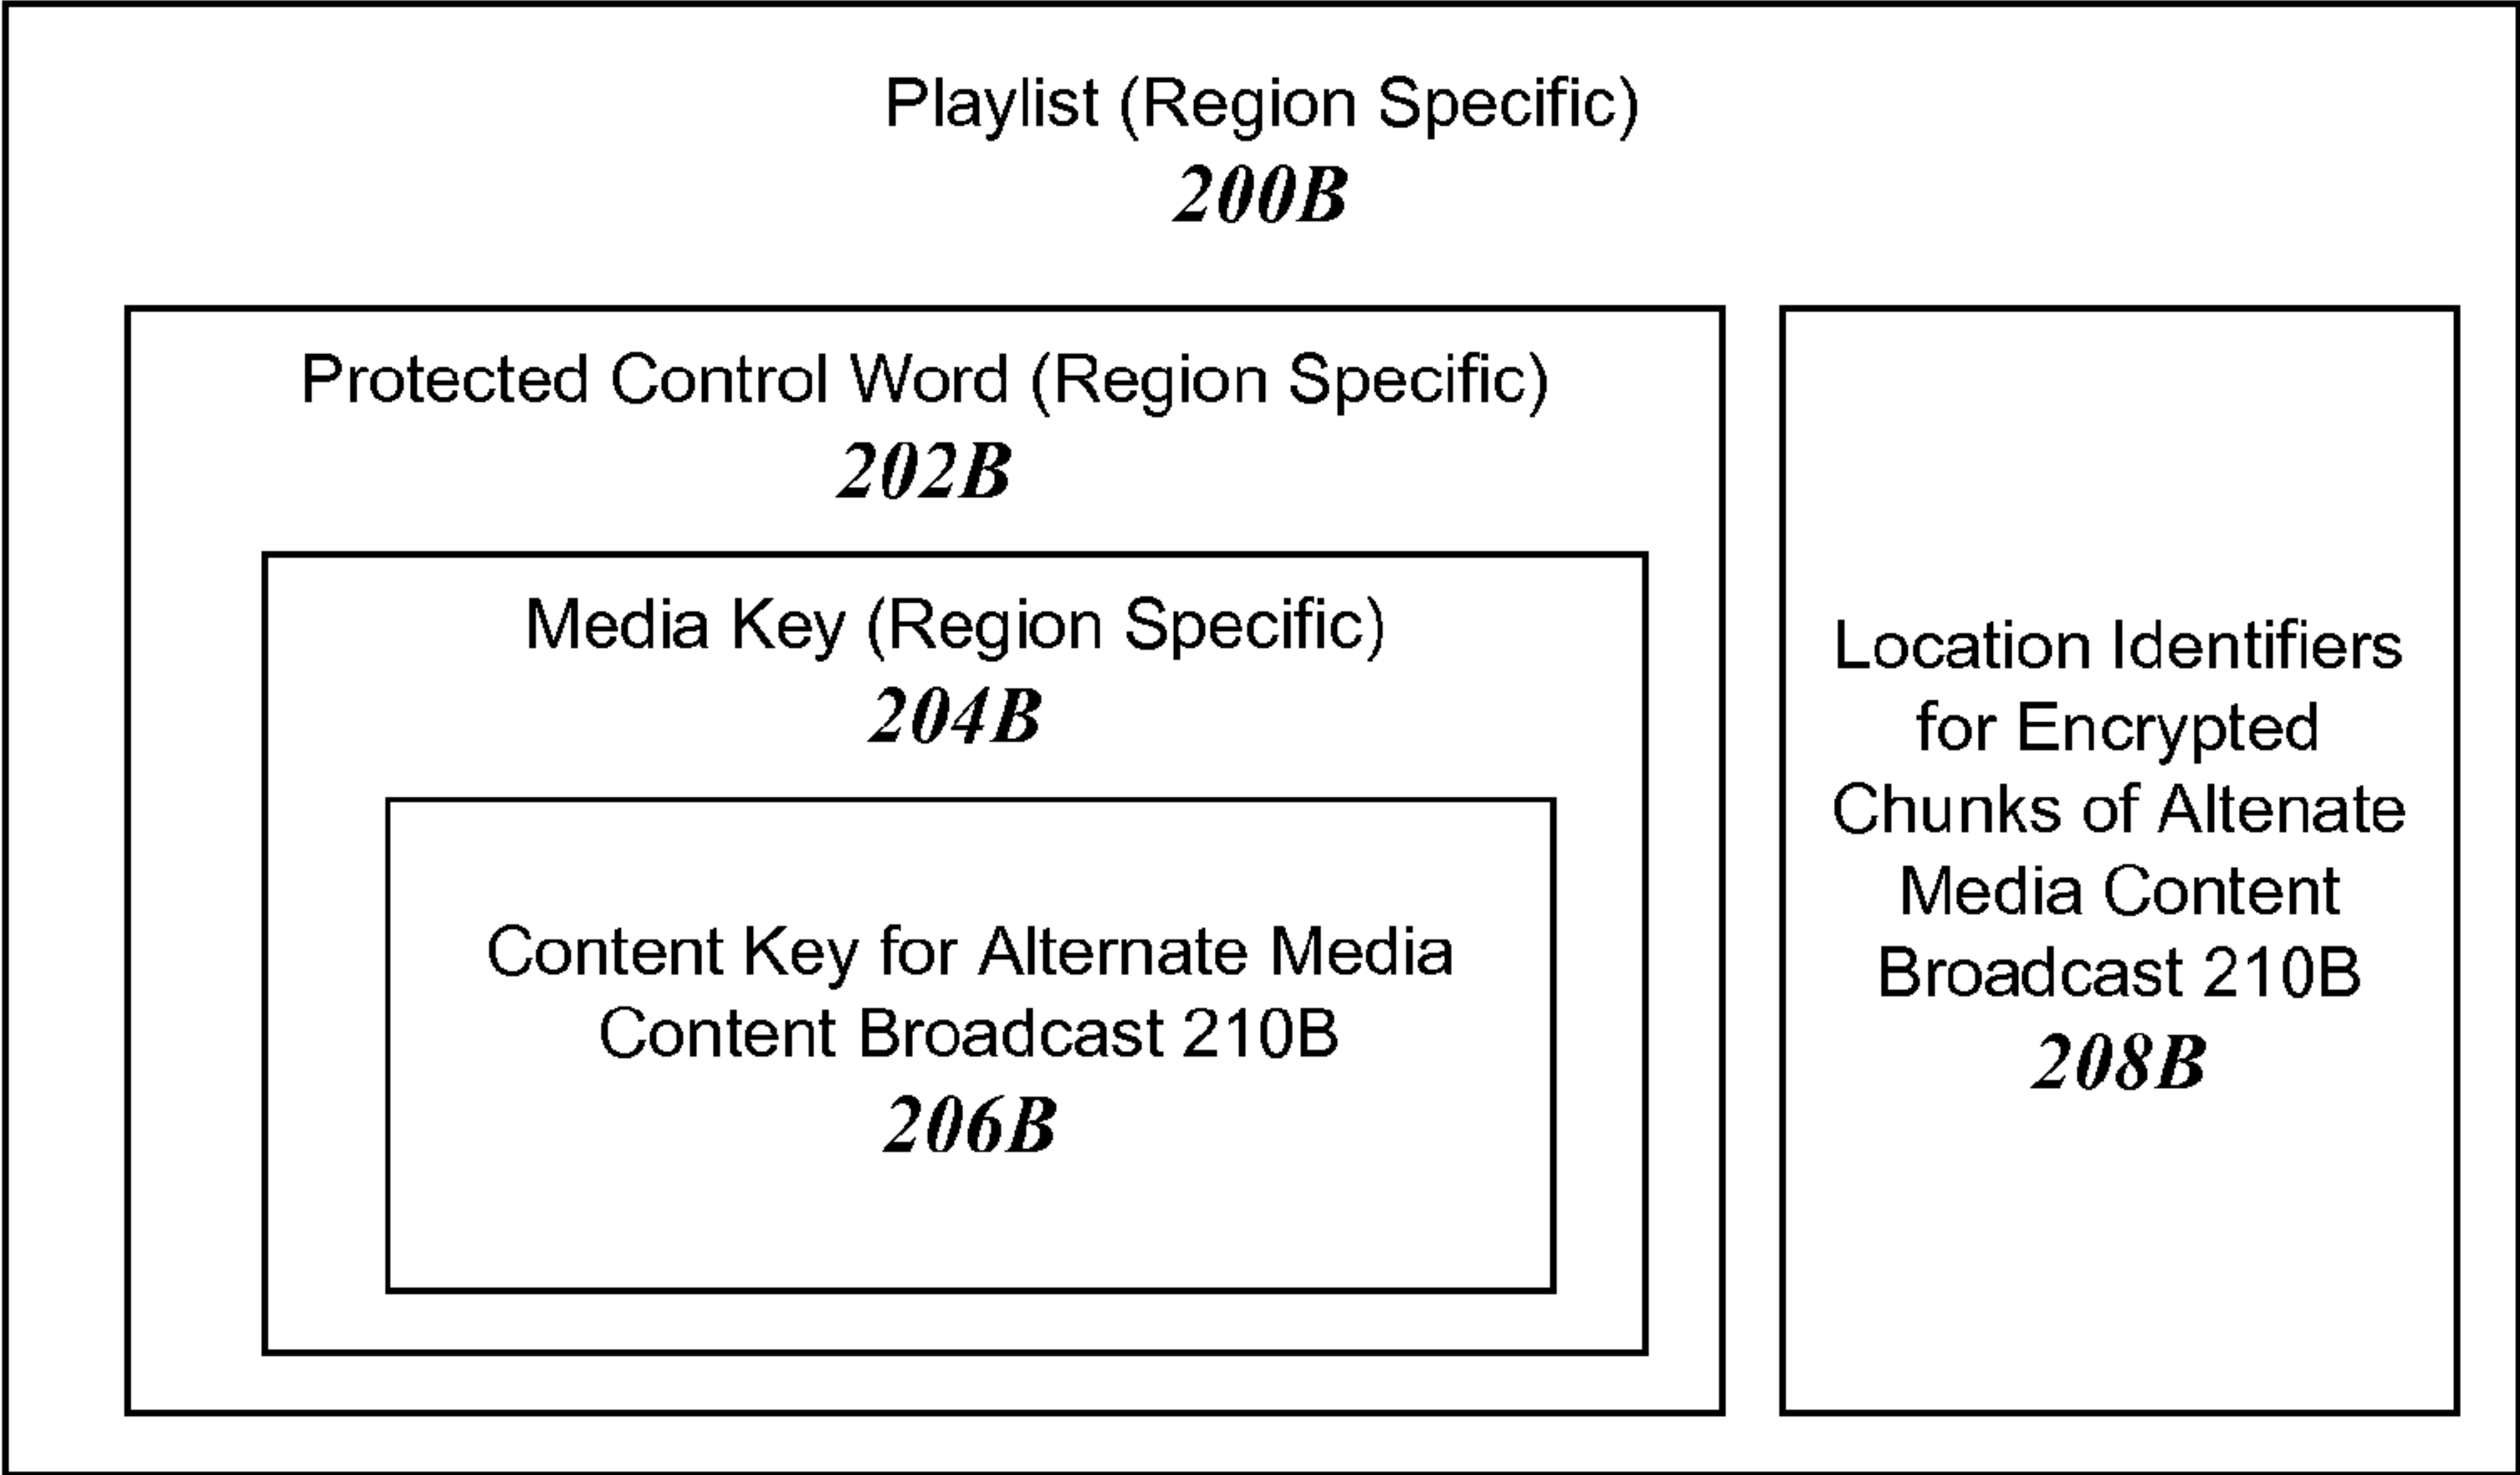 Playlist (Region Specific)
200B
Protected Control Word (Region Specific)
202B
Media Key (Region Specific)
204B
Content Key for Alternate Media
Content Broadcast 210B
206B
Location Identifiers
for Encrypted
Chunks of Altenate
Media Content
Broadcast 210B
208B